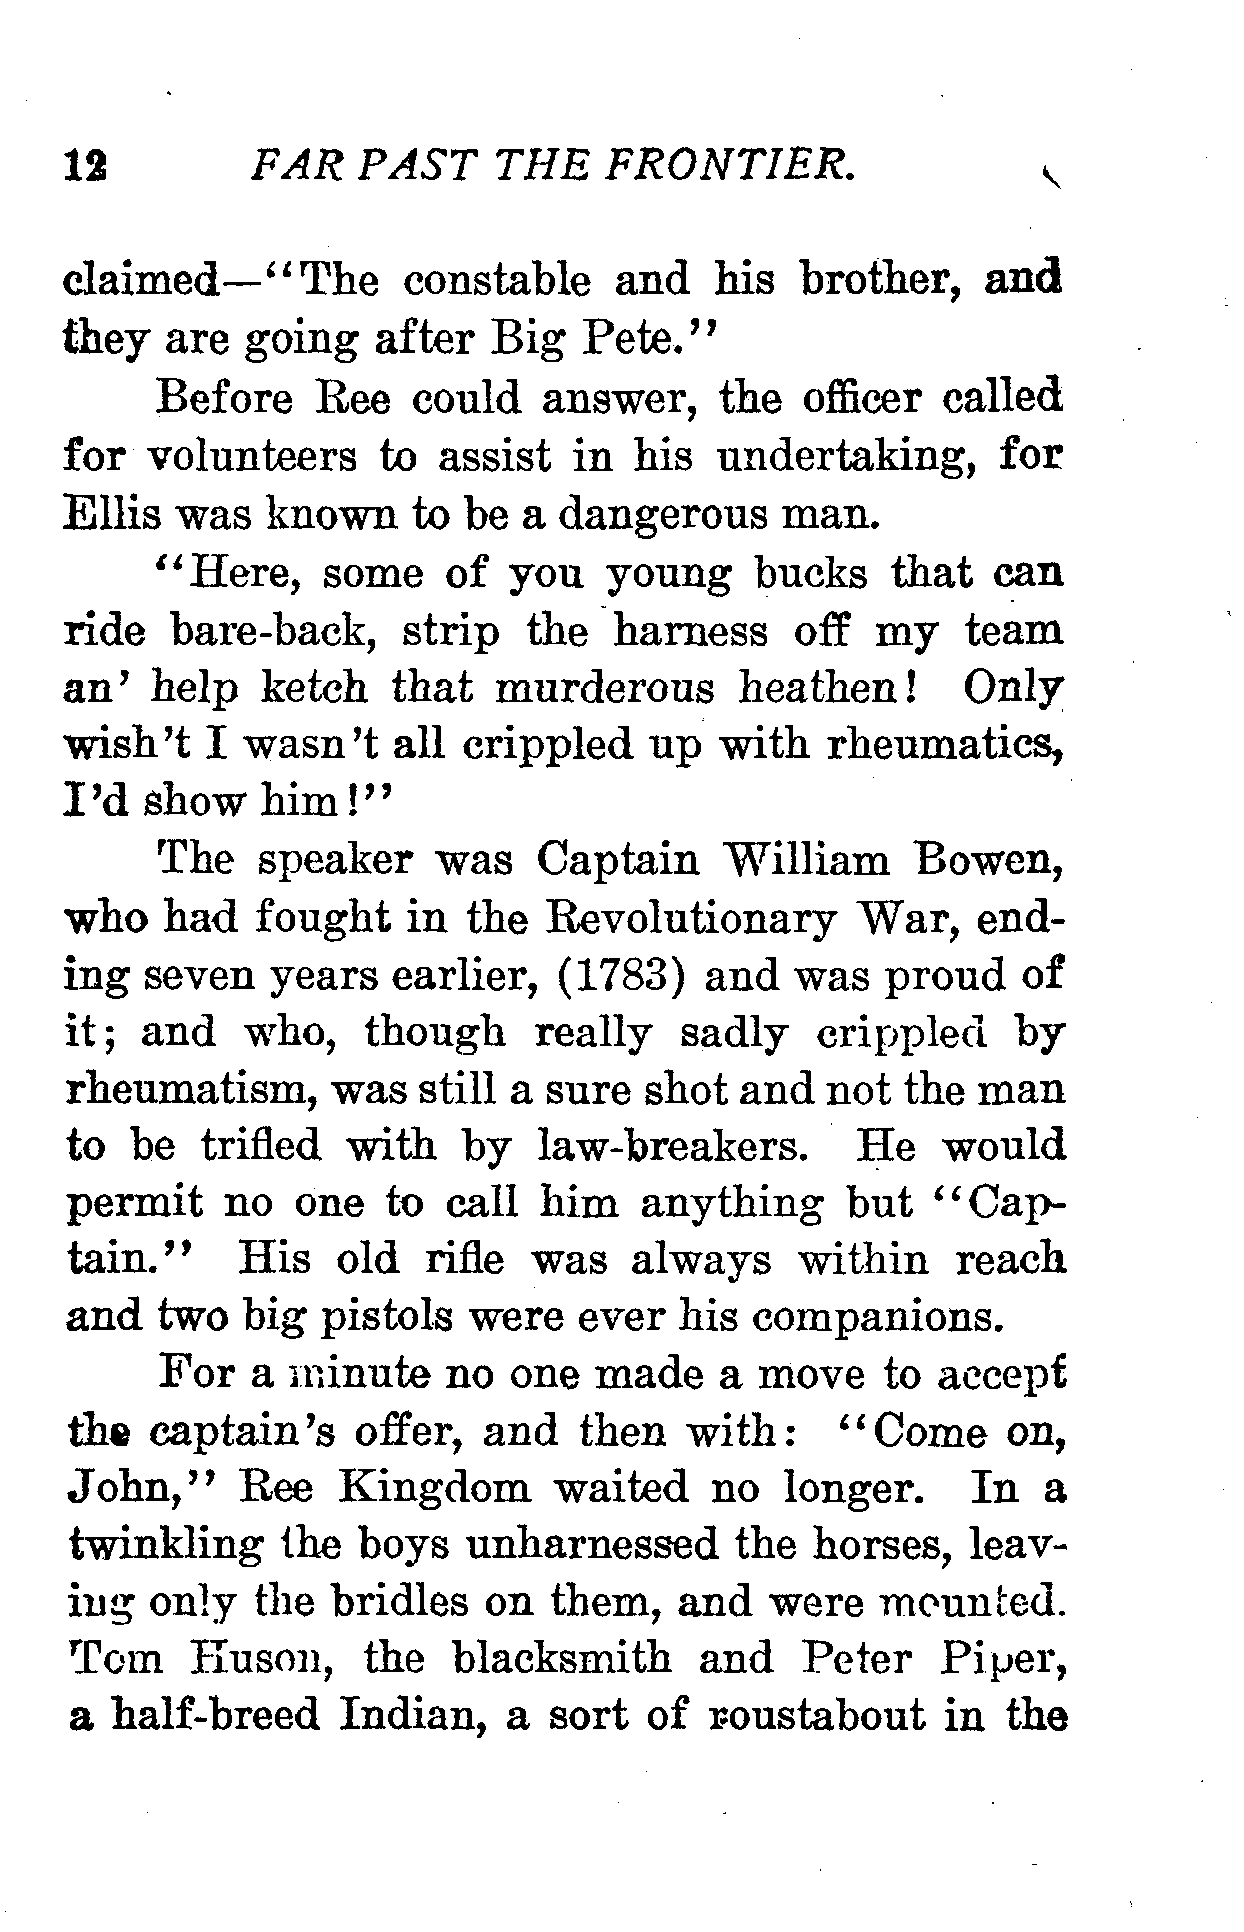 12 FAR PAST THE FRONTIER.
claimed—"The constable and his brother, and
they are going after Big Pete."
Before Ree could answer, the officer called
for volunteers to assist in his undertaking, for
Ellis was known to be a dangerous man.
"Here, some of you young bucks that can
ride bare-back, strip the harness off my team
an' help ketch that murderous heathen! Only
wish't I wasn't all crippled up with rheumatics,
I'd show him!"
The speaker was Captain William Bowen,
who had fought in the Revolutionary War, end-
ing seven years earlier, (1783) and was proud of
it; and who, though really sadly crippled by
rheumatism, was still a sure shot and not the man
to be trifled with by law-breakers. He would
permit no one to call him anything but "Cap-
tain." His old rifle was always within reach
and two big pistols were ever his companions.
For a minute no one made a move to accept
the captain's offer, and then with: "Come on,
John," Ree Kingdom waited no longer. In a
twinkling the boys unharnessed the horses, leav-
ing only the bridles on them, and were mounted.
Tom Huson, the blacksmith and Peter Piper,
a half-breed Indian, a sort of roustabout in the